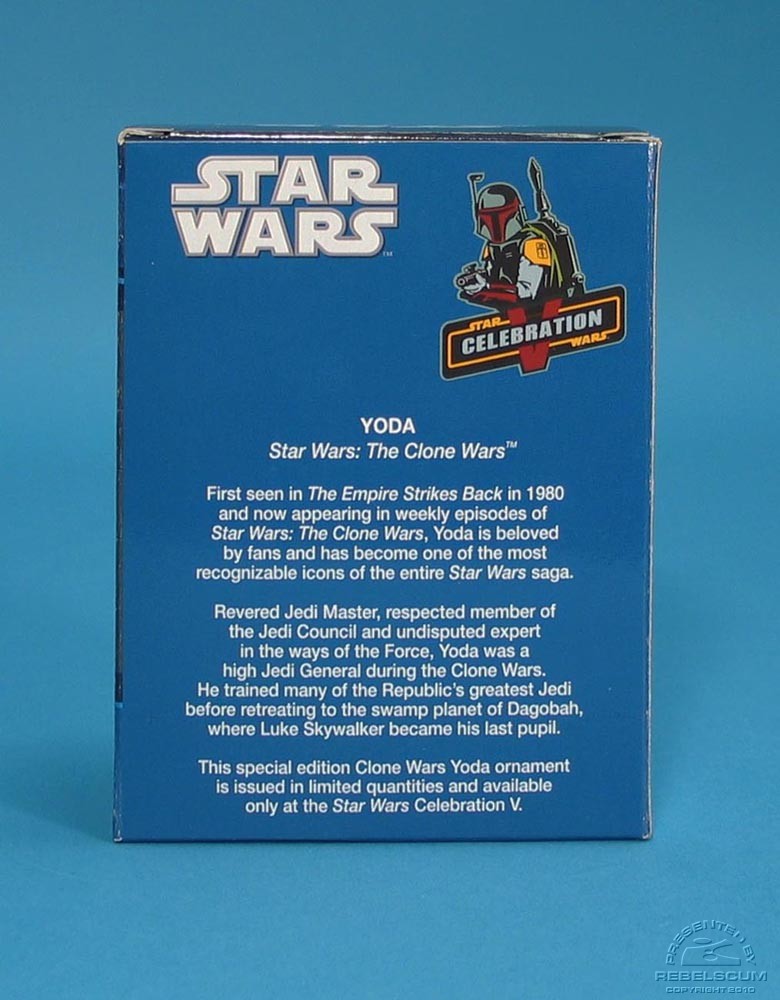 STAR
WARS™
STAR
CELEBRATION
V
WARS
YODA
Star Wars: The Clone Wars™
First seen in The Empire Strikes Back in 1980
and now appearing in weekly episodes of
Star Wars: The Clone Wars, Yoda is beloved
by fans and has become one of the most
recognizable icons of the entire Star Wars saga.
Revered Jedi Master, respected member of
the Jedi Council and undisputed expert
in the ways of the Force, Yoda was a
high Jedi General during the Clone Wars.
He trained many of the Republic's greatest Jedi
before retreating to the swamp planet of Dagobah,
where Luke Skywalker became his last pupil.
This special edition Clone Wars Yoda ornament
is issued in limited quantities and available
only at the Star Wars Celebration V.
PRESENTED BY
REBELSCUM
COPYRIGHT 2010